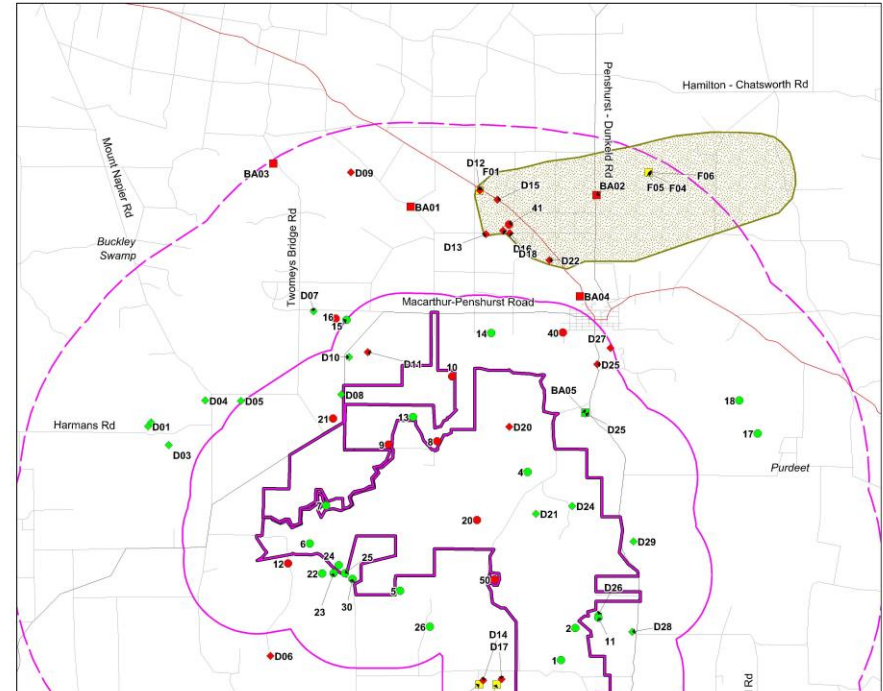 Hamilton - Chatsworth Rd
Penshurst - Dunkeld Rd
Mount Napier Rd
BA03
D09
D12
F01
D15
BA02
F06
F05
F04
BA01
41
Twomeys Bridge Rd
Buckley
Swamp
D13
D16
D18
D22
D07
Macarthur-Penshurst Road
BA04
16
15
14
40
D27
D10
D11
D25
10
D04
D05
D08
BA05
18
Harmans Rd
D01
21
13
D20
D25
17
D03
9
8
Purdeet
4
7
D21
D24
20
6
D29
24
25
12
22
50
23
30
5
D26
26
2
11
D28
D14
D17
D06
1
Rd